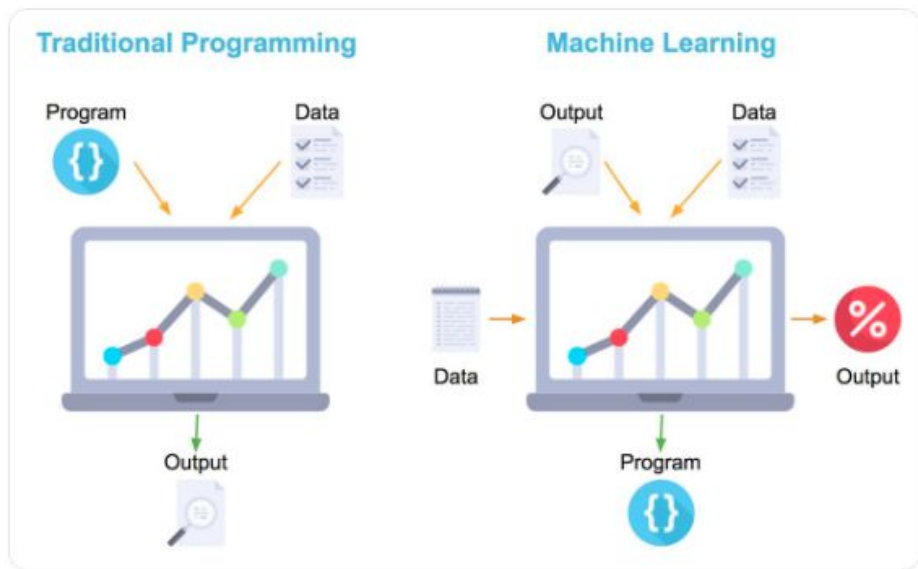 Traditional Programming
Program
Data
Output
Machine Learning
Output
Data
Data
Output
Program